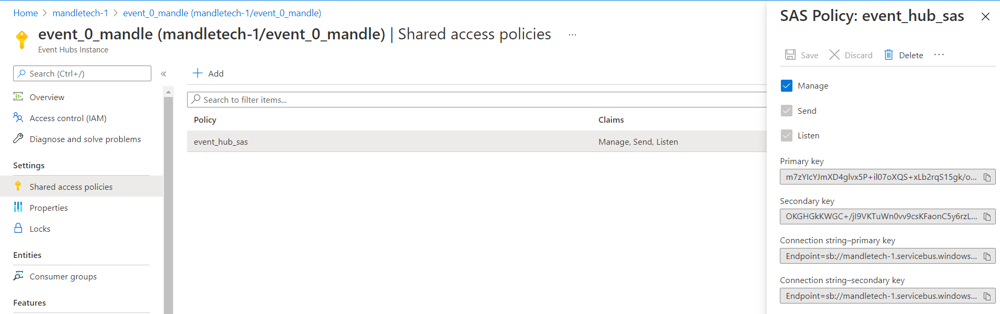 Home > mandletech-1 > event_0_mandle (mandletech-1/event_0_mandle)
event_0_mandle (mandletech-1/event_0_mandle) | Shared access policies ...
Event Hubs Instance
Search (Ctrl+/)
«
Overview
Access control (IAM)
Diagnose and solve problems
Settings
Shared access policies
Properties
Locks
Entities
Consumer groups
Features
Add
Search to filter items...
Policy Claims
event_hub_sas Manage, Send, Listen
SAS Policy: event_hub_sas
Save Discard Delete ...
Manage
Send
Listen
Primary key
m7zYIcYJmXD4glvx5P+il07oXQS+xLb2rqS15gk/o...
Secondary key
OKGHGkKWGC+/jI9VKTuWn0vv9csKFaonC5y6rzL...
Connection string–primary key
Endpoint=sb://mandletech-1.servicebus.windows...
Connection string–secondary key
Endpoint=sb://mandletech-1.servicebus.windows...